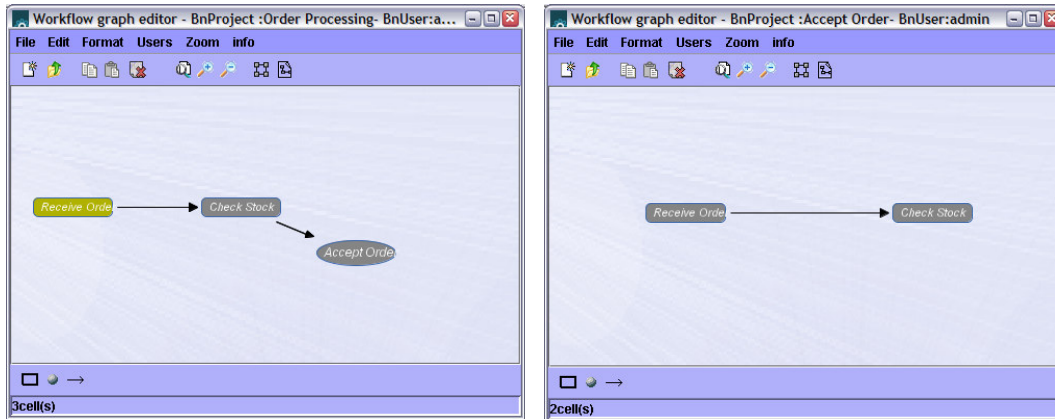 Workflow graph editor - BnProject :Order Processing- BnUser:a...
File Edit Format Users Zoom info
Receive Orde
Check Stock
Accept Orde
3cell(s)
Workflow graph editor - BnProject :Accept Order- BnUser:admin
File Edit Format Users Zoom info
Receive Orde
Check Stock
2cell(s)